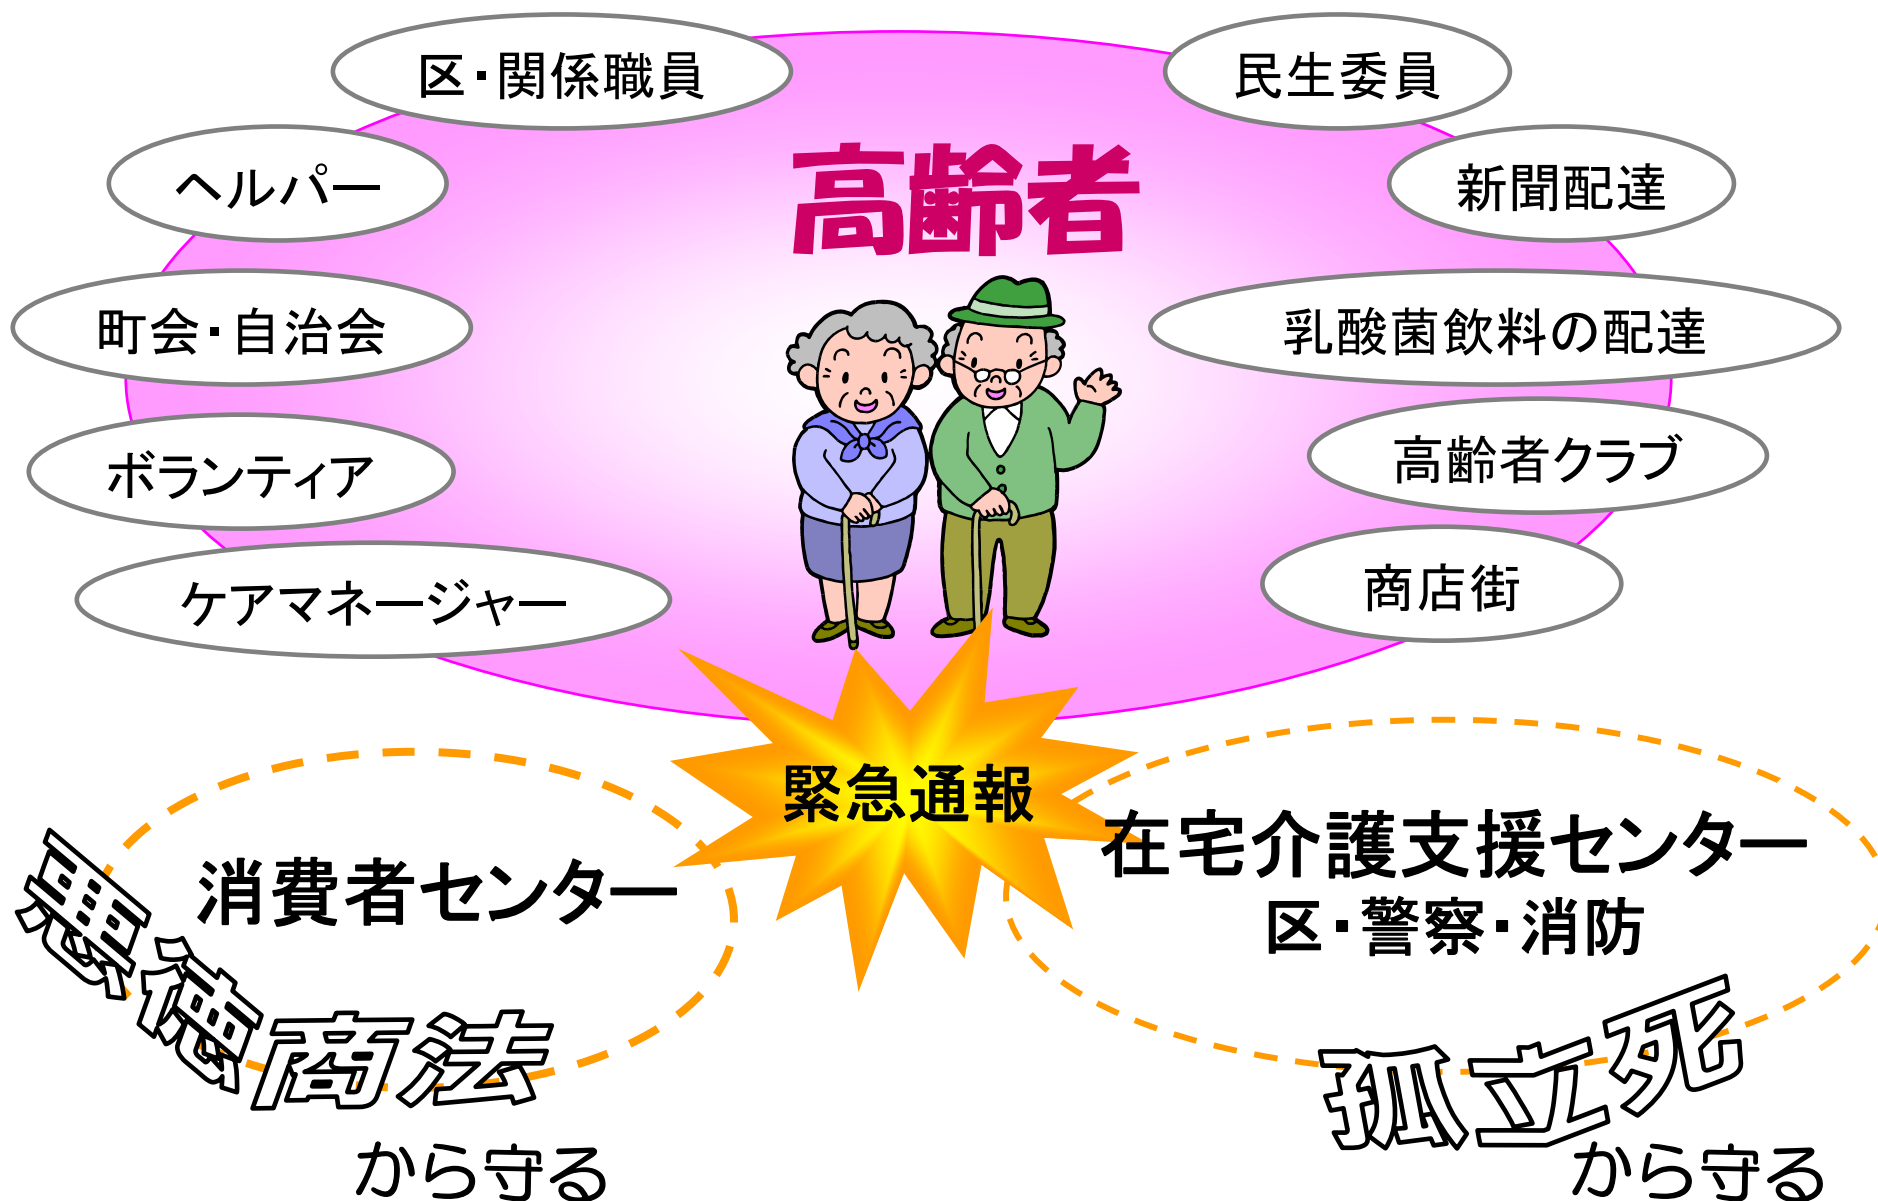 区・関係職員
民生委員
ヘルパー
高齢者
新聞配達
町会・自治会
乳酸菌飲料の配達
ボランティア
高齢者クラブ
ケアマネージャー
商店街
緊急通報
消費者センター
悪徳商法
から守る
在宅介護支援センター
区・警察・消防
孤立死
から守る